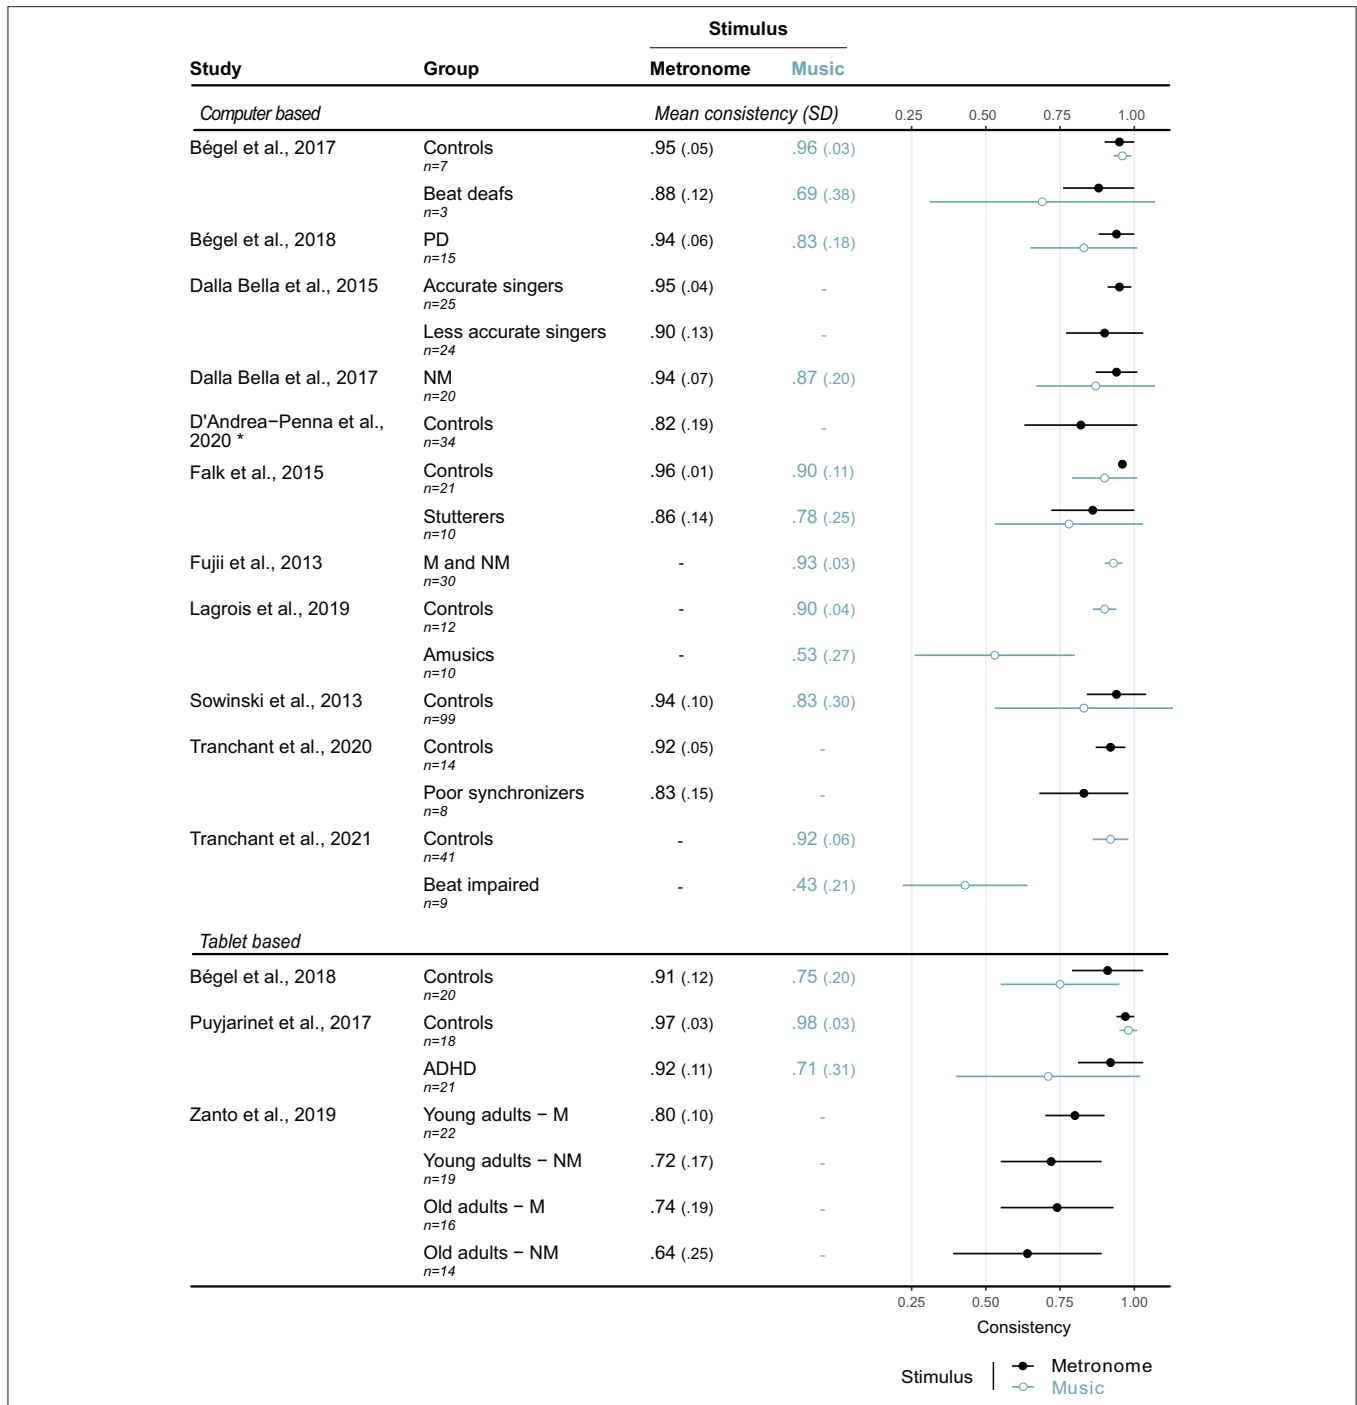 Stimulus
Study Group Metronome Music
Computer based Mean consistency (SD) 0.25 0.50 0.75 1.00
Bégel et al., 2017 Controls .95 (.05) .96 (.03)
n=7
Beat deafs .88 (.12) .69 (.38)
n=3
Bégel et al., 2018 PD .94 (.06) .83 (.18)
n=15
Dalla Bella et al., 2015 Accurate singers .95 (.04) -
n=25
Less accurate singers .90 (.13) -
n=24
Dalla Bella et al., 2017 NM .94 (.07) .87 (.20)
n=20
D'Andrea−Penna et al., Controls .82 (.19) -
2020 * n=34
Falk et al., 2015 Controls .96 (.01) .90 (.11)
n=21
Stutterers .86 (.14) .78 (.25)
n=10
Fujii et al., 2013 M and NM - .93 (.03)
n=30
Lagrois et al., 2019 Controls - .90 (.04)
n=12
Amusics - .53 (.27)
n=10
Sowinski et al., 2013 Controls .94 (.10) .83 (.30)
n=99
Tranchant et al., 2020 Controls .92 (.05) -
n=14
Poor synchronizers .83 (.15) -
n=8
Tranchant et al., 2021 Controls - .92 (.06)
n=41
Beat impaired - .43 (.21)
n=9
Tablet based
Bégel et al., 2018 Controls .91 (.12) .75 (.20)
n=20
Puyjarinet et al., 2017 Controls .97 (.03) .98 (.03)
n=18
ADHD .92 (.11) .71 (.31)
n=21
Zanto et al., 2019 Young adults − M .80 (.10) -
n=22
Young adults − NM .72 (.17) -
n=19
Old adults − M .74 (.19) -
n=16
Old adults − NM .64 (.25) -
n=14
0.25 0.50 0.75 1.00
Consistency
Stimulus Metronome
Music